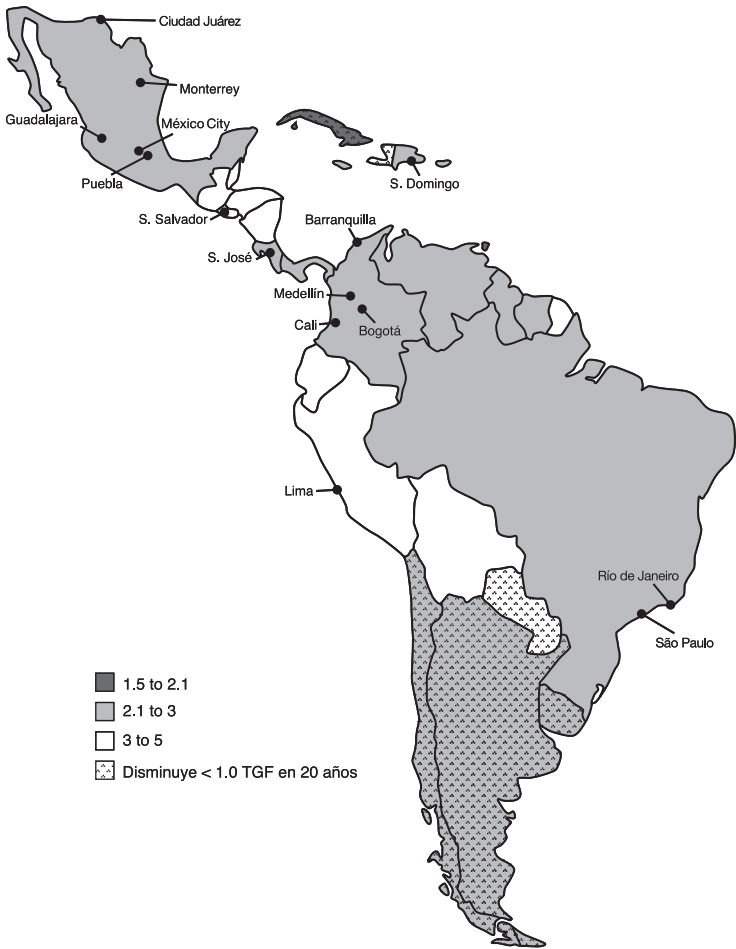 Ciudad Juárez
Monterrey
Guadalajara
México City
Puebla
S. Domingo
S. Salvador
Barranquilla
S. José
Medellín
Cali
Bogotá
Lima
Río de Janeiro
São Paulo
1.5 to 2.1
2.1 to 3
3 to 5
Disminuye < 1.0 TGF en 20 años